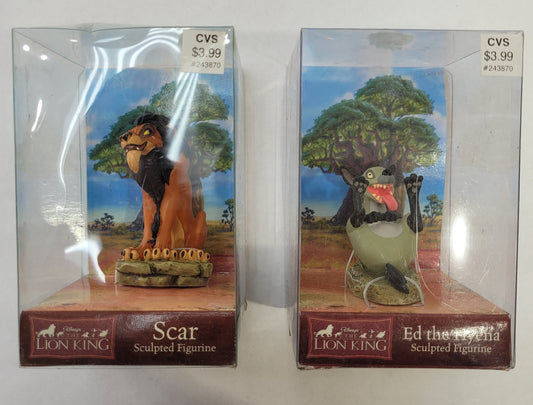 CVS
$3.99
#243870
Disney's
THE
LION KING
Scar
Sculpted Figurine
CVS
$3.99
#243870
Disney's
THE
LION KING
Ed the Hyena
Sculpted Figurine